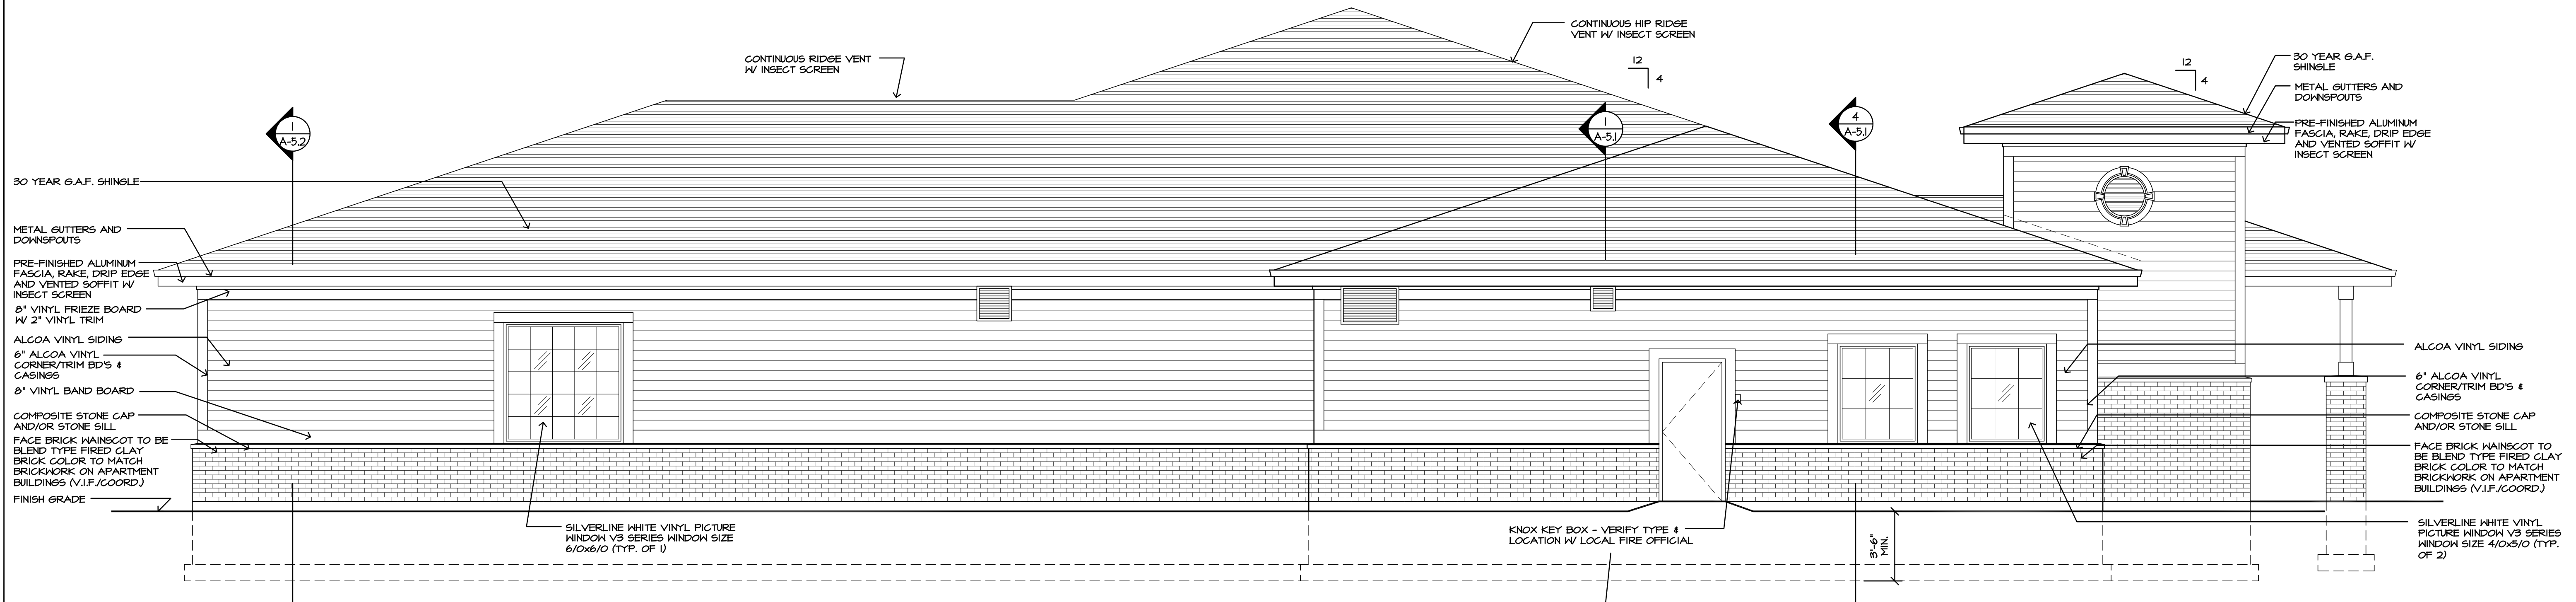 CONTINUOUS HIP RIDGE
VENT W/ INSECT SCREEN
CONTINUOUS RIDGE VENT
W/ INSECT SCREEN
12
4
12
4
30 YEAR G.A.F.
SHINGLE
METAL GUTTERS AND
DOWNSPOUTS
PRE-FINISHED ALUMINUM
FASCIA, RAKE, DRIP EDGE
AND VENTED SOFFIT W/
INSECT SCREEN
1
A-5.2
1
A-5.1
4
A-5.1
30 YEAR G.A.F. SHINGLE
METAL GUTTERS AND
DOWNSPOUTS
PRE-FINISHED ALUMINUM
FASCIA, RAKE, DRIP EDGE
AND VENTED SOFFIT W/
INSECT SCREEN
8" VINYL FRIEZE BOARD
W/ 2" VINYL TRIM
ALCOA VINYL SIDING
6" ALCOA VINYL
CORNER/TRIM BD'S &
CASINGS
8" VINYL BAND BOARD
COMPOSITE STONE CAP
AND/OR STONE SILL
FACE BRICK WAINSCOT TO BE
BLEND TYPE FIRED CLAY
BRICK COLOR TO MATCH
BRICKWORK ON APARTMENT
BUILDINGS (V.I.F./COORD.)
FINISH GRADE
SILVERLINE WHITE VINYL PICTURE
WINDOW V3 SERIES WINDOW SIZE
6/0x6/0 (TYP. OF 1)
KNOX KEY BOX - VERIFY TYPE &
LOCATION W/ LOCAL FIRE OFFICIAL
3'-6"
MIN.
ALCOA VINYL SIDING
6" ALCOA VINYL
CORNER/TRIM BD'S &
CASINGS
COMPOSITE STONE CAP
AND/OR STONE SILL
FACE BRICK WAINSCOT TO
BE BLEND TYPE FIRED CLAY
BRICK COLOR TO MATCH
BRICKWORK ON APARTMENT
BUILDINGS (V.I.F./COORD.)
SILVERLINE WHITE VINYL
PICTURE WINDOW V3 SERIES
WINDOW SIZE 4/0x5/0 (TYP.
OF 2)